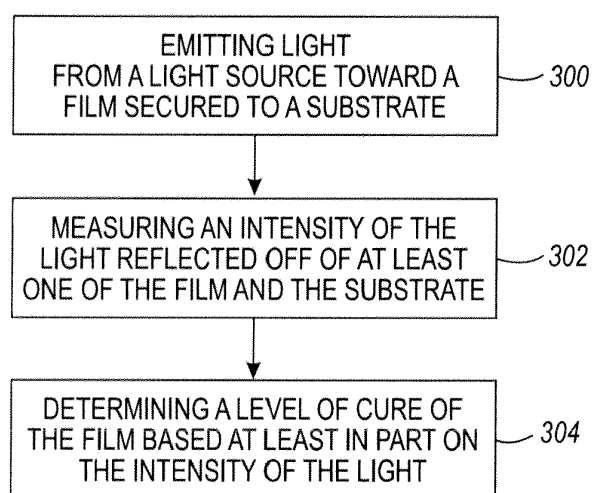 EMITTING LIGHT
FROM A LIGHT SOURCE TOWARD A
FILM SECURED TO A SUBSTRATE
300
MEASURING AN INTENSITY OF THE
LIGHT REFLECTED OFF OF AT LEAST
ONE OF THE FILM AND THE SUBSTRATE
302
DETERMINING A LEVEL OF CURE OF
THE FILM BASED AT LEAST IN PART ON
THE INTENSITY OF THE LIGHT
304